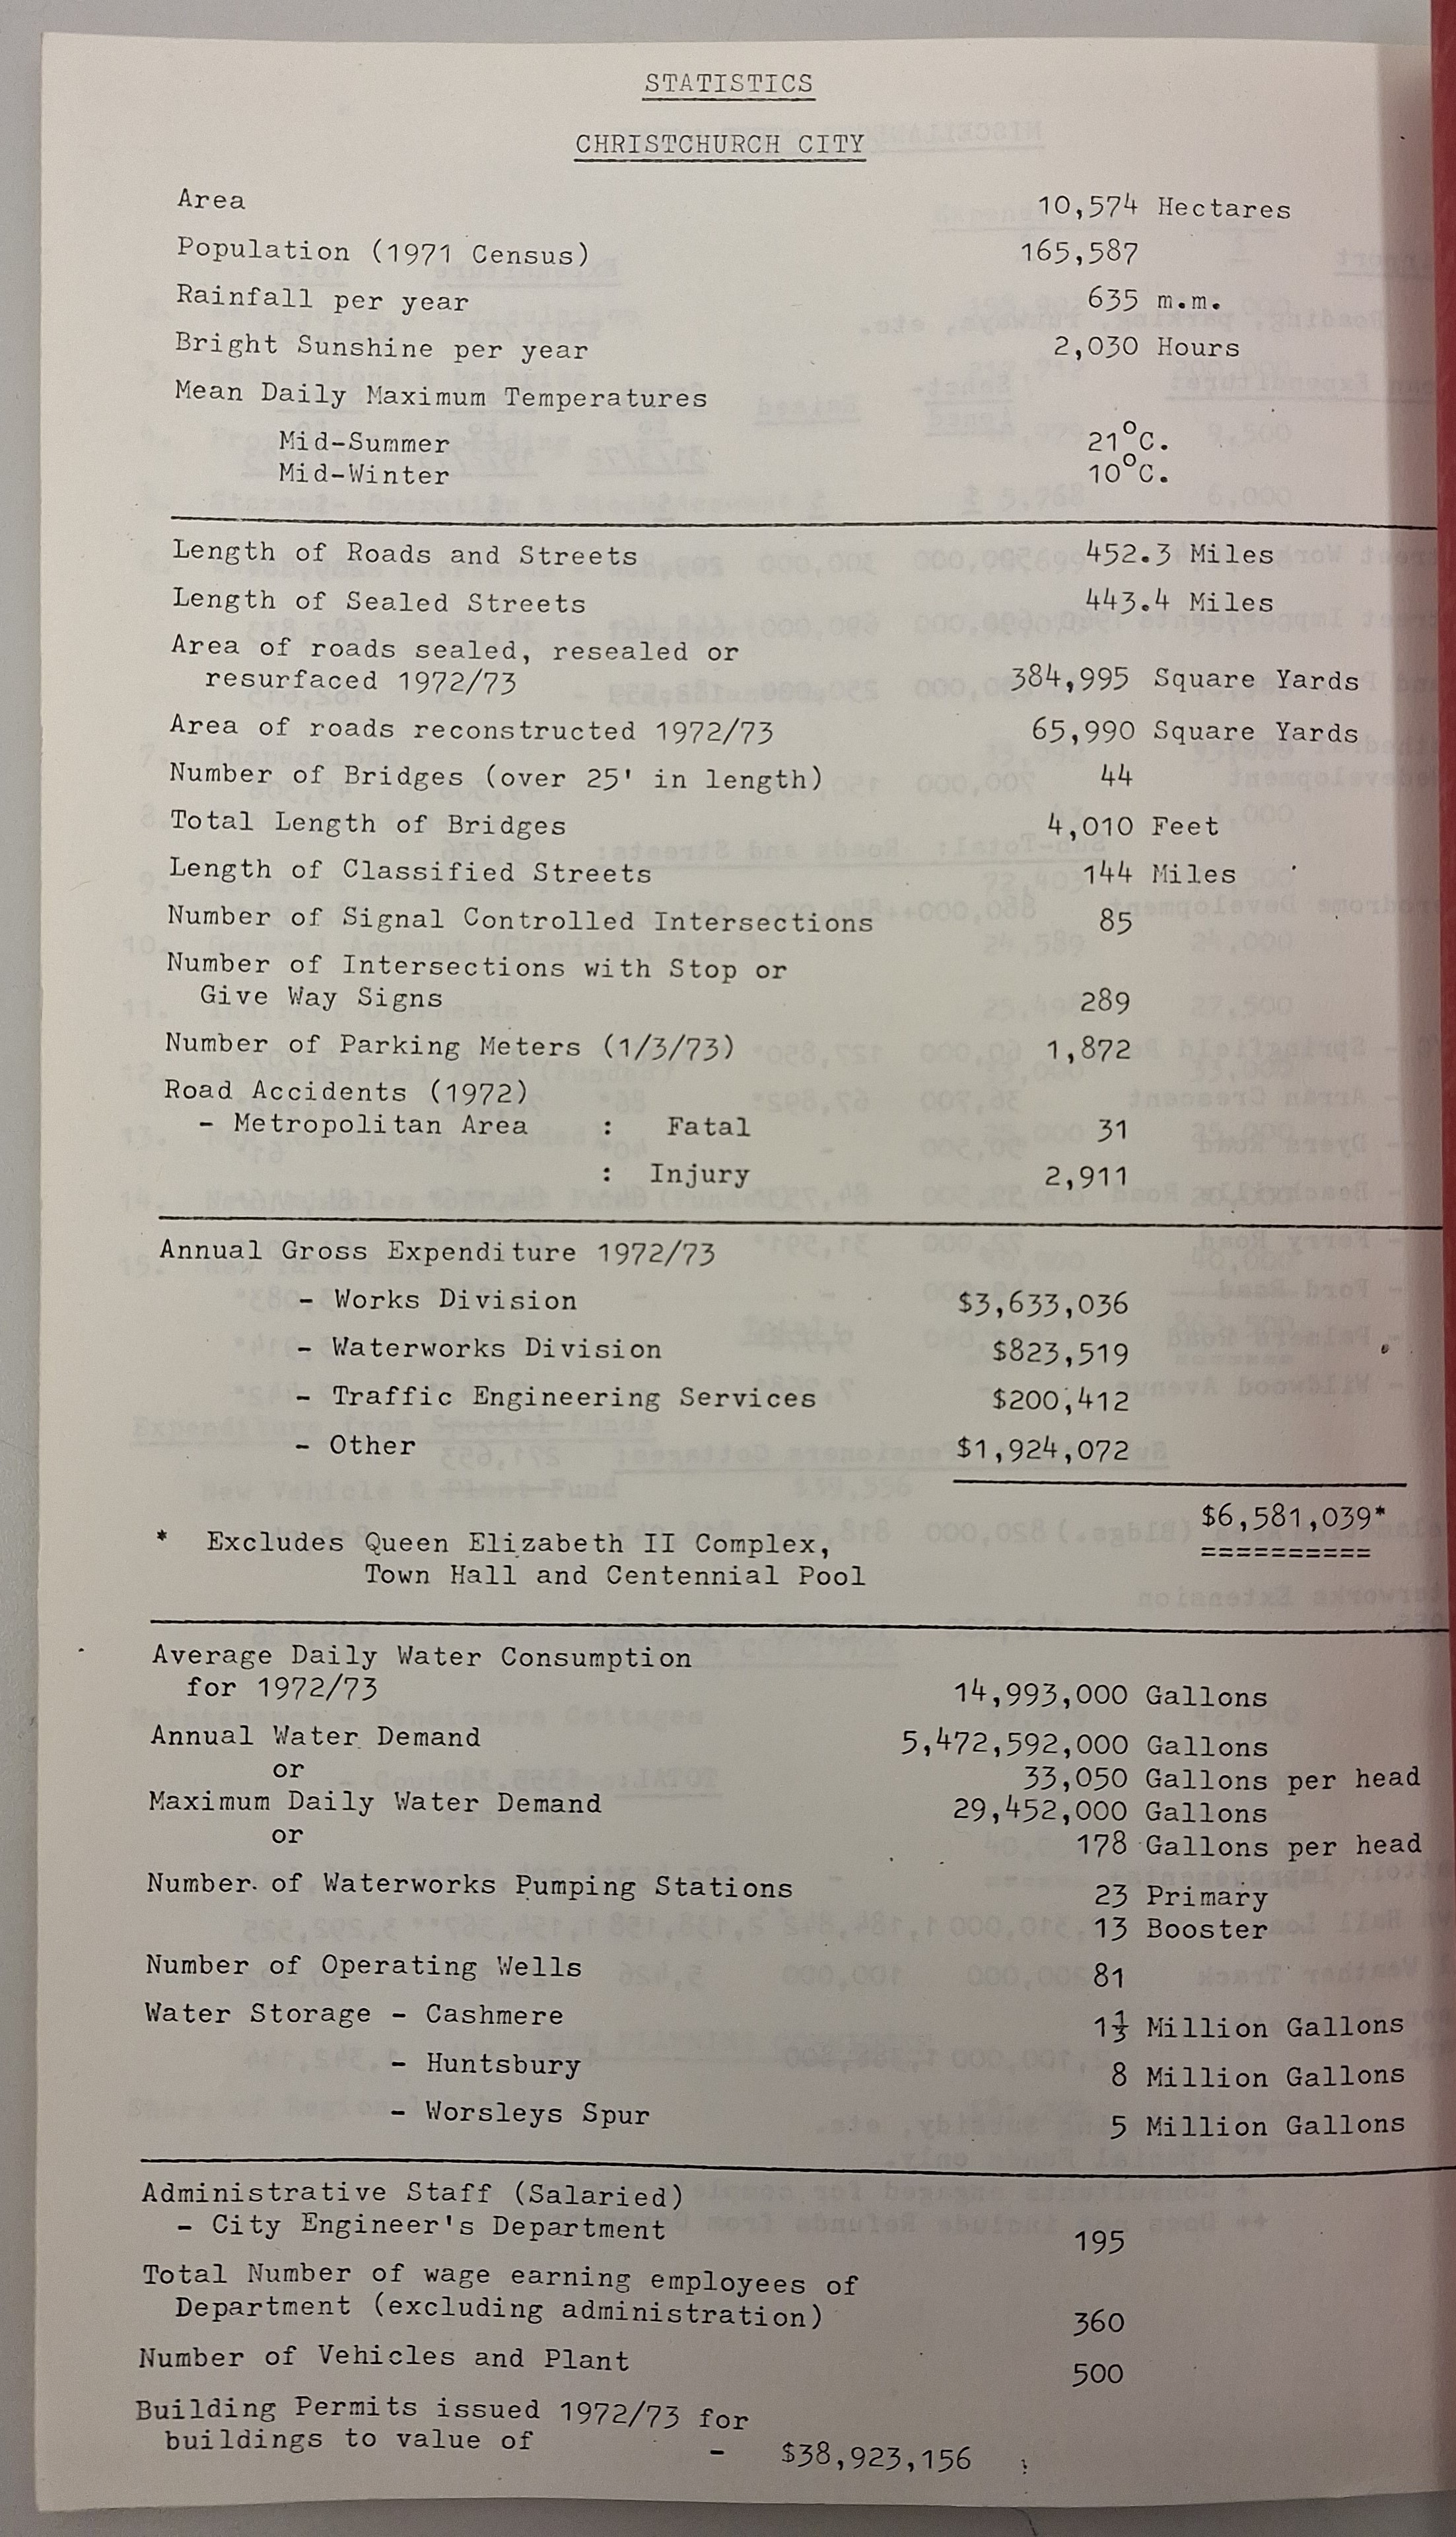 STATISTICS
CHRISTCHURCH CITY
Area 10,574 Hectares
Population (1971 Census) 165,587
Rainfall per year 635 m.m.
Bright Sunshine per year 2,030 Hours
Mean Daily Maximum Temperatures
Mid-Summer 21°C.
Mid-Winter 10°C.
Length of Roads and Streets 452.3 Miles
Length of Sealed Streets 443.4 Miles
Area of roads sealed, resealed or
resurfaced 1972/73 384,995 Square Yards
Area of roads reconstructed 1972/73 65,990 Square Yards
Number of Bridges (over 25' in length) 44
Total Length of Bridges 4,010 Feet
Length of Classified Streets 144 Miles
Number of Signal Controlled Intersections 85
Number of Intersections with Stop or
Give Way Signs 289
Number of Parking Meters (1/3/73) 1,872
Road Accidents (1972)
- Metropolitan Area : Fatal 31
: Injury 2,911
Annual Gross Expenditure 1972/73
- Works Division $3,633,036
- Waterworks Division $823,519
- Traffic Engineering Services $200,412
- Other $1,924,072
$6,581,039*
==========
* Excludes Queen Elizabeth II Complex,
Town Hall and Centennial Pool
Average Daily Water Consumption
for 1972/73 14,993,000 Gallons
Annual Water Demand 5,472,592,000 Gallons
or 33,050 Gallons per head
Maximum Daily Water Demand 29,452,000 Gallons
or 178 Gallons per head
Number of Waterworks Pumping Stations 23 Primary
13 Booster
Number of Operating Wells 81
Water Storage - Cashmere 1⅓ Million Gallons
- Huntsbury 8 Million Gallons
- Worsleys Spur 5 Million Gallons
Administrative Staff (Salaried)
- City Engineer's Department 195
Total Number of wage earning employees of
Department (excluding administration) 360
Number of Vehicles and Plant 500
Building Permits issued 1972/73 for
buildings to value of - $38,923,156